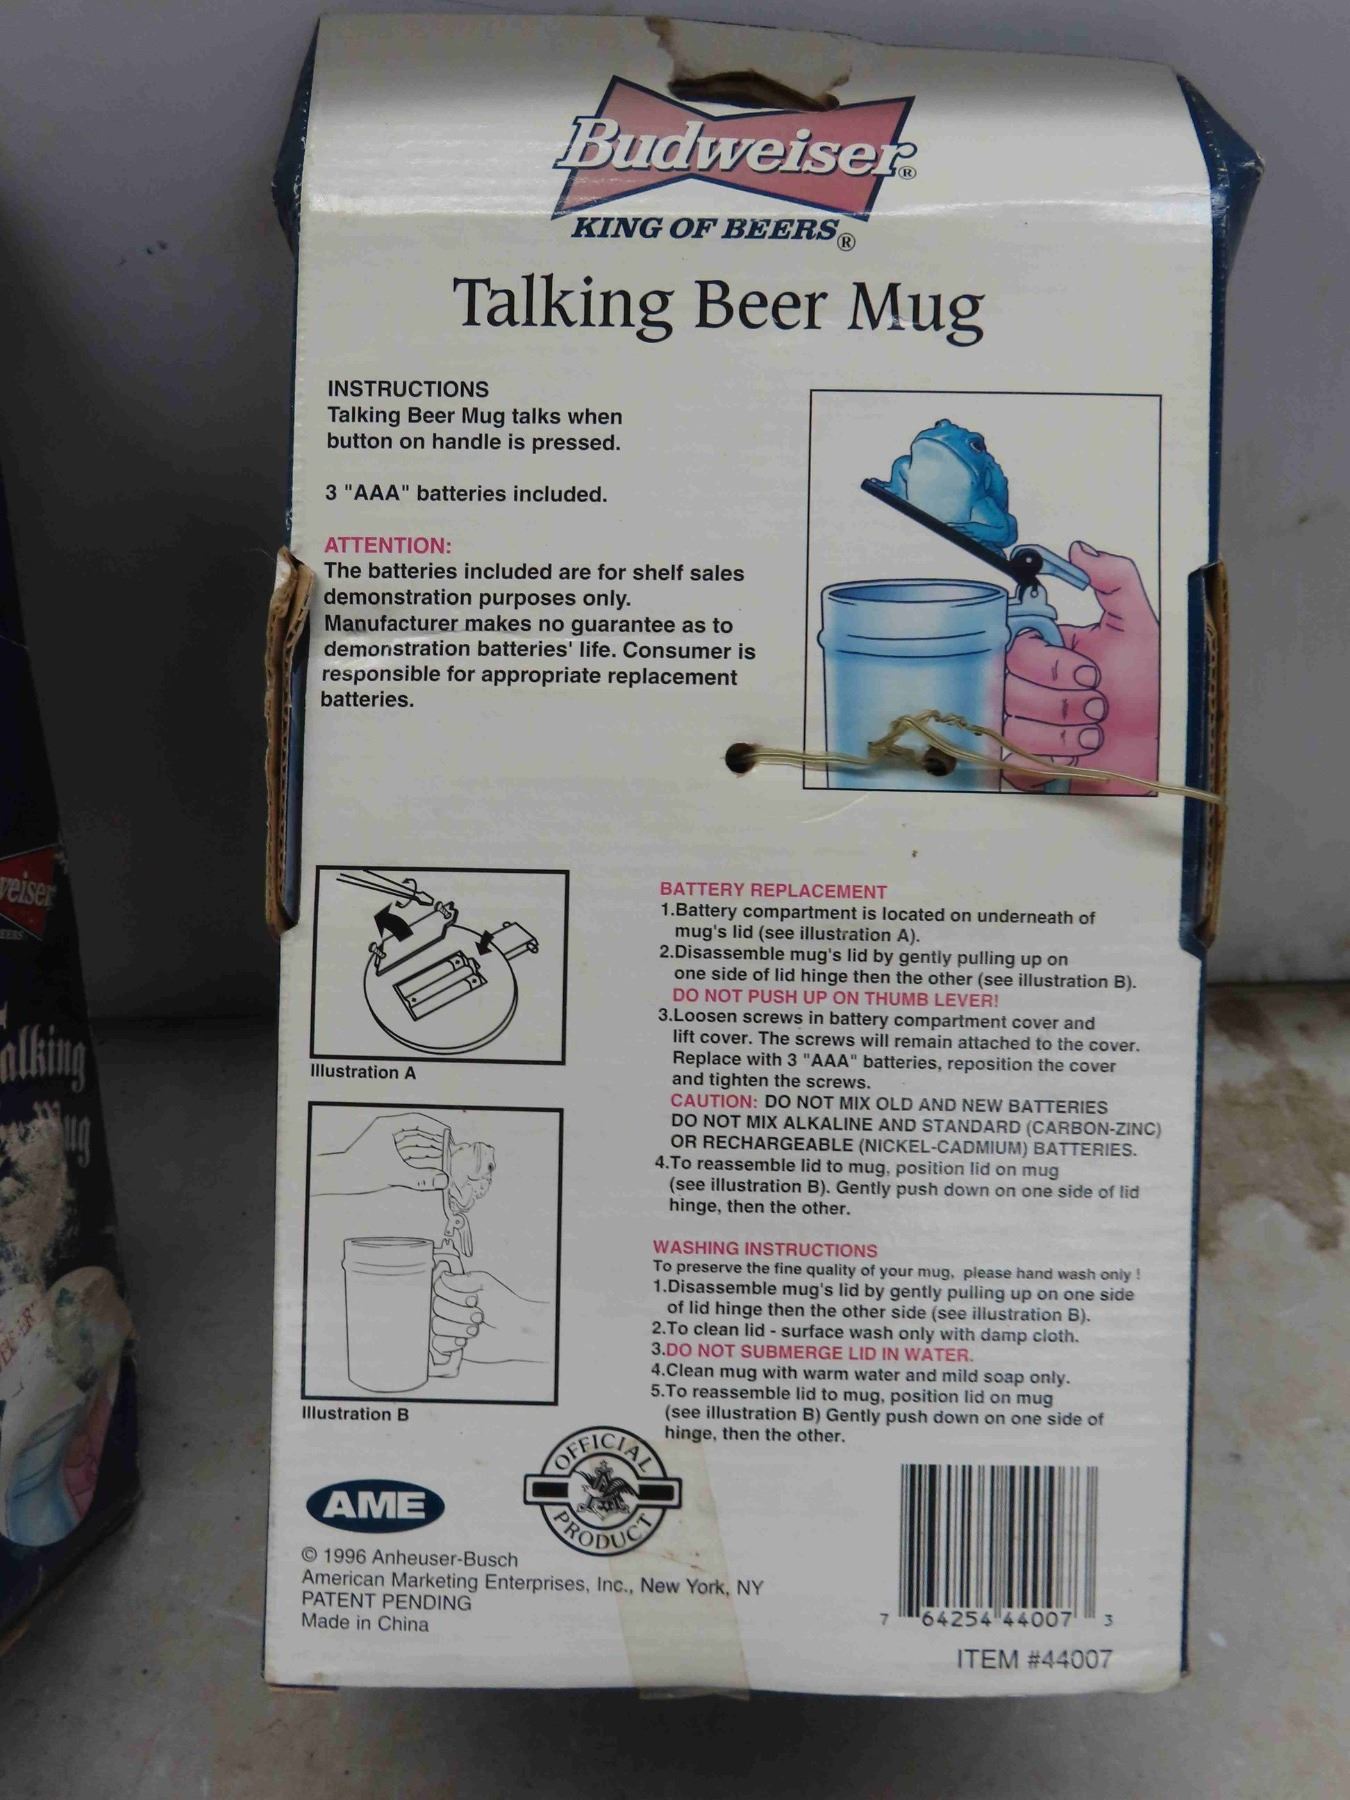 Budweiser®
KING OF BEERS®
Talking Beer Mug
INSTRUCTIONS
Talking Beer Mug talks when
button on handle is pressed.
3 "AAA" batteries included.
ATTENTION:
The batteries included are for shelf sales
demonstration purposes only.
Manufacturer makes no guarantee as to
demonstration batteries' life. Consumer is
responsible for appropriate replacement
batteries.
Illustration A
Illustration B
BATTERY REPLACEMENT
1.Battery compartment is located on underneath of
mug's lid (see illustration A).
2.Disassemble mug's lid by gently pulling up on
one side of lid hinge then the other (see illustration B).
DO NOT PUSH UP ON THUMB LEVER!
3.Loosen screws in battery compartment cover and
lift cover. The screws will remain attached to the cover.
Replace with 3 "AAA" batteries, reposition the cover
and tighten the screws.
CAUTION: DO NOT MIX OLD AND NEW BATTERIES
DO NOT MIX ALKALINE AND STANDARD (CARBON-ZINC)
OR RECHARGEABLE (NICKEL-CADMIUM) BATTERIES.
4.To reassemble lid to mug, position lid on mug
(see illustration B). Gently push down on one side of lid
hinge, then the other.
WASHING INSTRUCTIONS
To preserve the fine quality of your mug, please hand wash only !
1.Disassemble mug's lid by gently pulling up on one side
of lid hinge then the other side (see illustration B).
2.To clean lid - surface wash only with damp cloth.
3.DO NOT SUBMERGE LID IN WATER.
4.Clean mug with warm water and mild soap only.
5.To reassemble lid to mug, position lid on mug
(see illustration B) Gently push down on one side of
hinge, then the other.
OFFICIAL
PRODUCT
AME
© 1996 Anheuser-Busch
American Marketing Enterprises, Inc., New York, NY
PATENT PENDING
Made in China
7 64254 44007 3
ITEM #44007
veiser
EERS
alking
ug